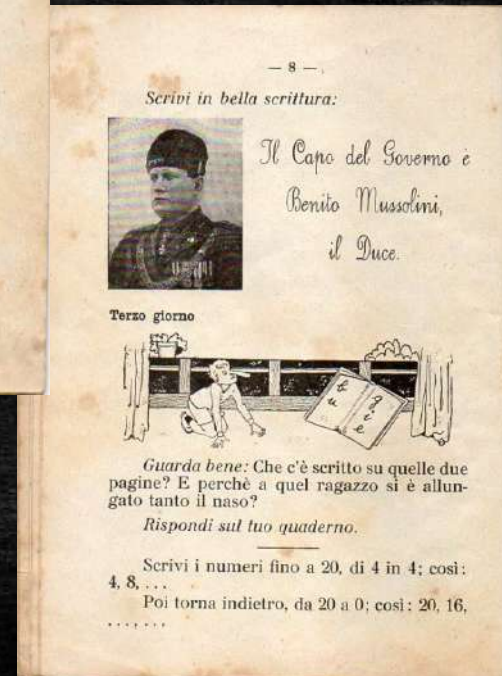 — 8 —
Scrivi in bella scrittura:
Il Capo del Governo è
Benito Mussolini,
il Duce.
Terzo giorno
b u
g i e
Guarda bene: Che c'è scritto su quelle due
pagine? E perchè a quel ragazzo si è allun-
gato tanto il naso?
Rispondi sul tuo quaderno.
Scrivi i numeri fino a 20, di 4 in 4; così:
4, 8, ...
Poi torna indietro, da 20 a 0; così: 20, 16,
.......